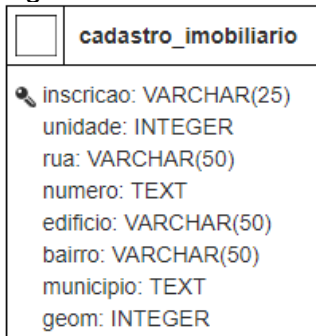 cadastro_imobiliario
inscricao: VARCHAR(25)
unidade: INTEGER
rua: VARCHAR(50)
numero: TEXT
edificio: VARCHAR(50)
bairro: VARCHAR(50)
municipio: TEXT
geom: INTEGER